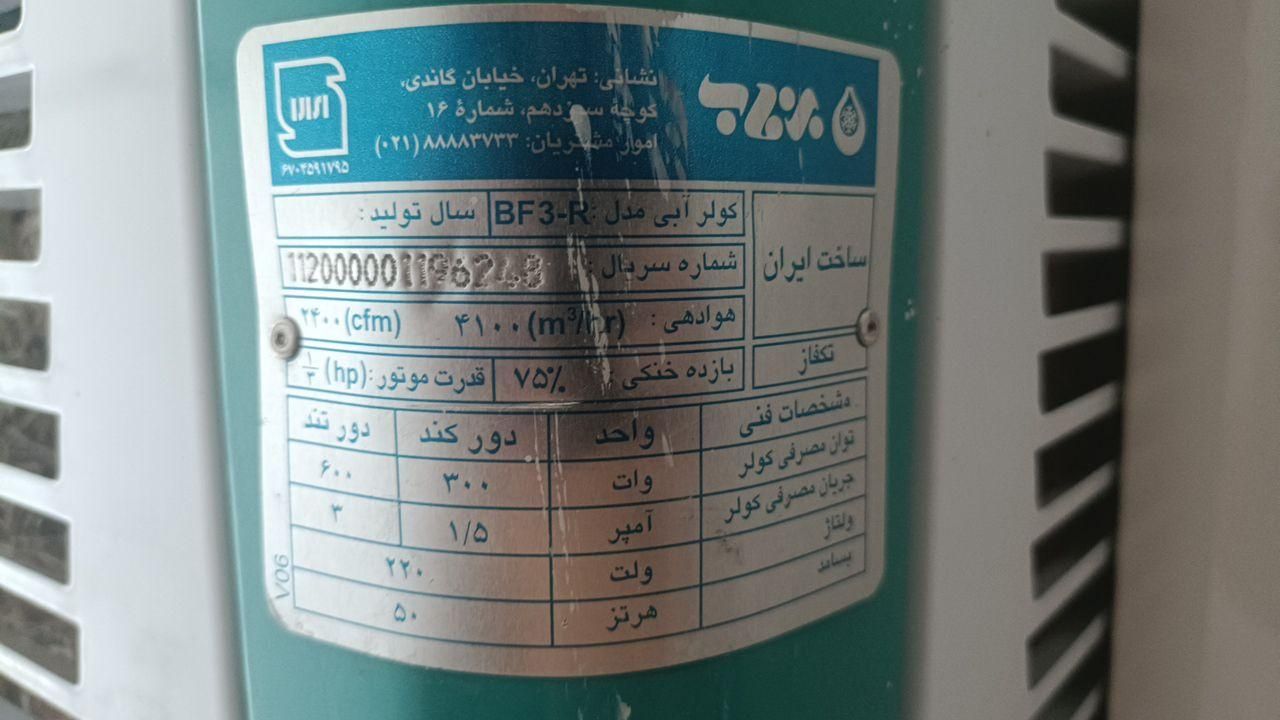 برفاب
نشانی: تهران، خیابان گاندی،
کوچهٔ سیزدهم، شمارهٔ ۱۶
امور مشتریان: ۸۸۸۸۳۷۳۳ (۰۲۱)
۶۷۰۴۵۹۱۷۹۵
ساخت ایران
تکفاز
کولر آبی مدل: BF3-R سال تولید:
شماره سریال: 112000001196248
هوادهی: ۴۱۰۰ (m³/hr) ۲۴۰۰ (cfm)
بازده خنکی ۷۵% قدرت موتور: (hp) ۱/۳
مشخصات فنی واحد دور کند دور تند
توان مصرفی کولر وات ۳۰۰ ۶۰۰
جریان مصرفی کولر آمپر ۱/۵ ۳
ولتاژ ولت ۲۲۰
بسامد هرتز ۵۰
V06